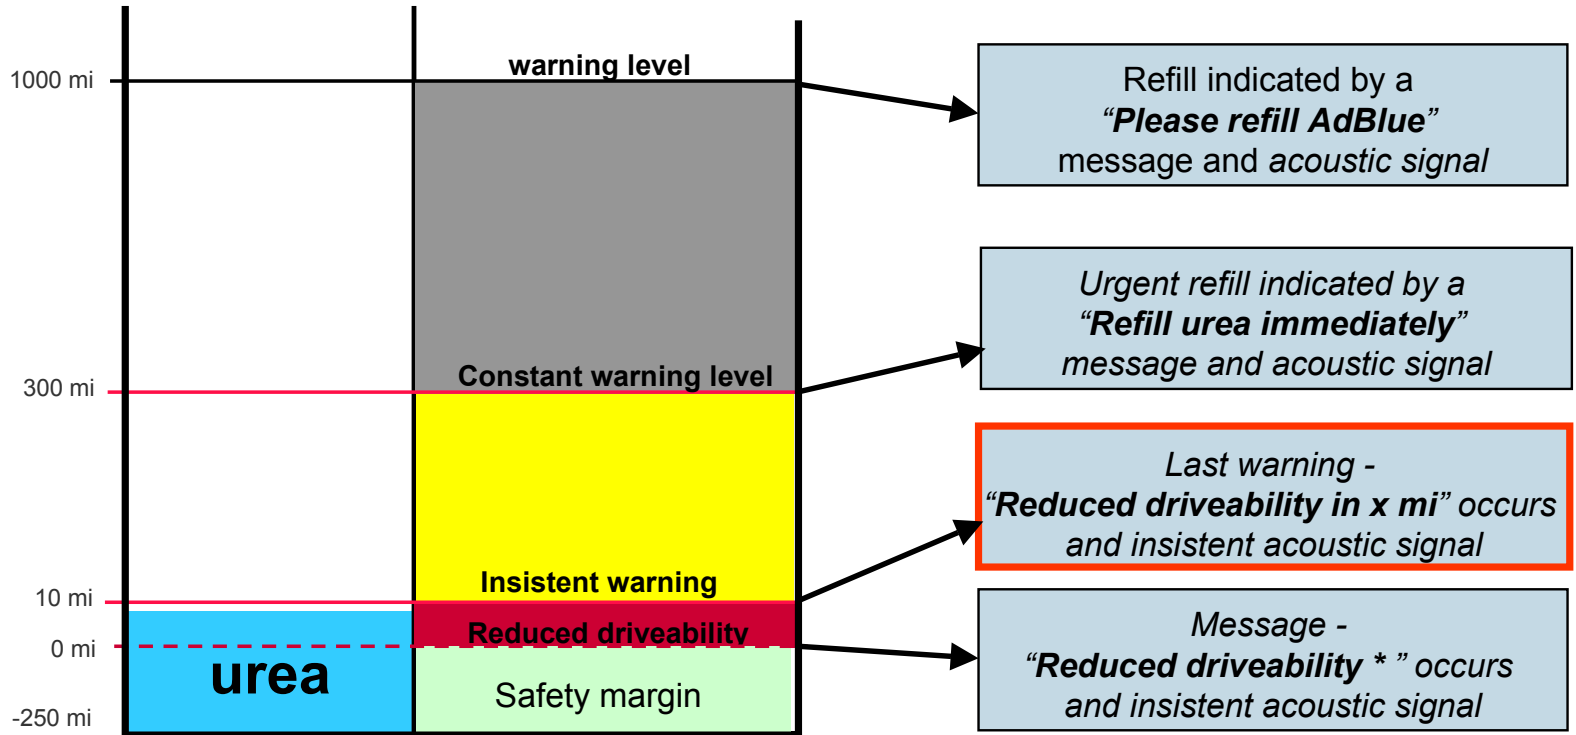 1000 mi
warning level
Refill indicated by a
“Please refill AdBlue”
message and acoustic signal
300 mi
Constant warning level
Urgent refill indicated by a
“Refill urea immediately”
message and acoustic signal
10 mi
Insistent warning
Last warning -
“Reduced driveability in x mi” occurs
and insistent acoustic signal
0 mi
Reduced driveability
Message -
“Reduced driveability * ” occurs
and insistent acoustic signal
urea
Safety margin
-250 mi